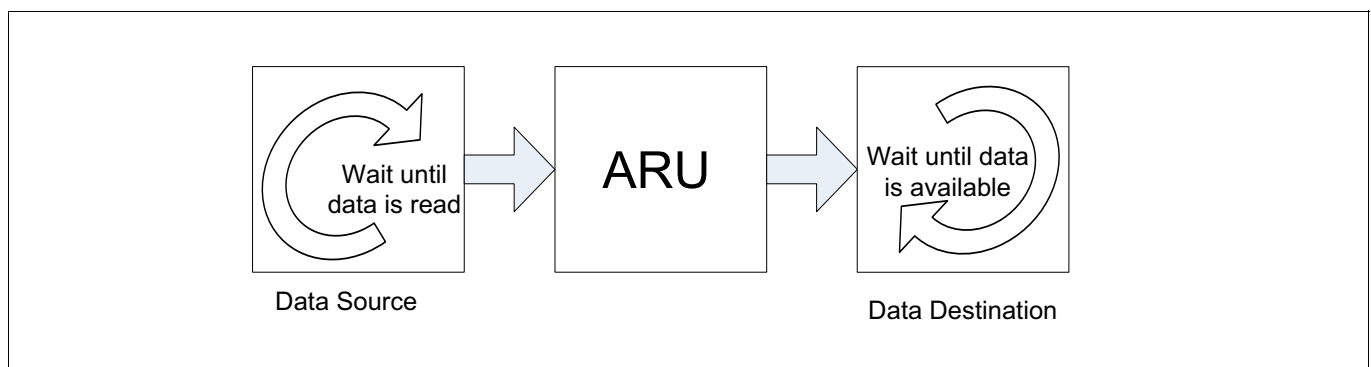 Wait until
data is read
ARU
Wait until data
is available
Data Source
Data Destination